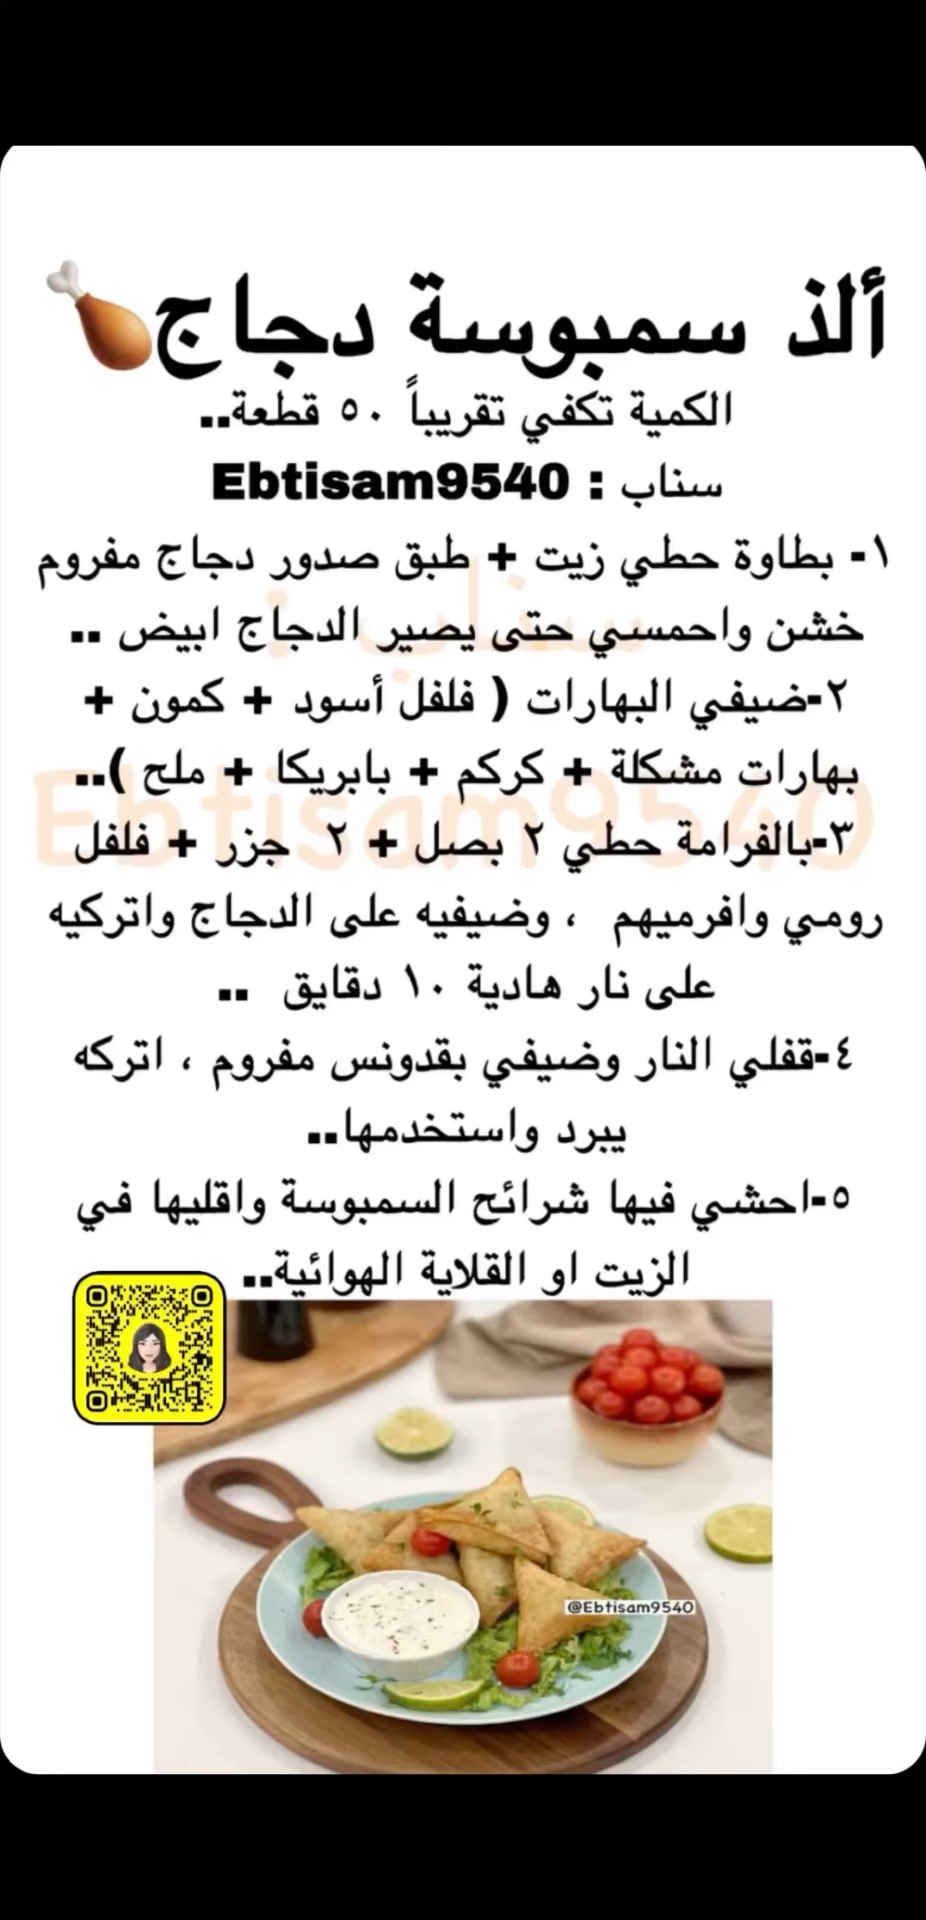 ألذ سمبوسة دجاج🍗
الكمية تكفي تقريباً ٥٠ قطعة..
سناب : Ebtisam9540
١- بطاوة حطي زيت + طبق صدور دجاج مفروم
خشن واحمسي حتى يصير الدجاج ابيض ..
٢-ضيفي البهارات ( فلفل أسود + كمون +
بهارات مشكلة + كركم + بابريكا + ملح )..
٣-بالفرامة حطي ٢ بصل + ٢ جزر + فلفل
رومي وافرميهم ، وضيفيه على الدجاج واتركيه
على نار هادية ١٠ دقايق ..
٤-قفلي النار وضيفي بقدونس مفروم ، اتركه
يبرد واستخدمها..
٥-احشي فيها شرائح السمبوسة واقليها في
الزيت او القلاية الهوائية..
سناب :
Ebtisam9540
@Ebtisam9540